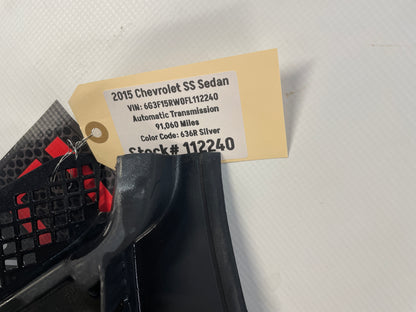 2015 Chevrolet SS Sedan
VIN: 6G3F15RW0FL112240
Automatic Transmission
91,060 Miles
Color Code: 636R Silver
Stock# 112240